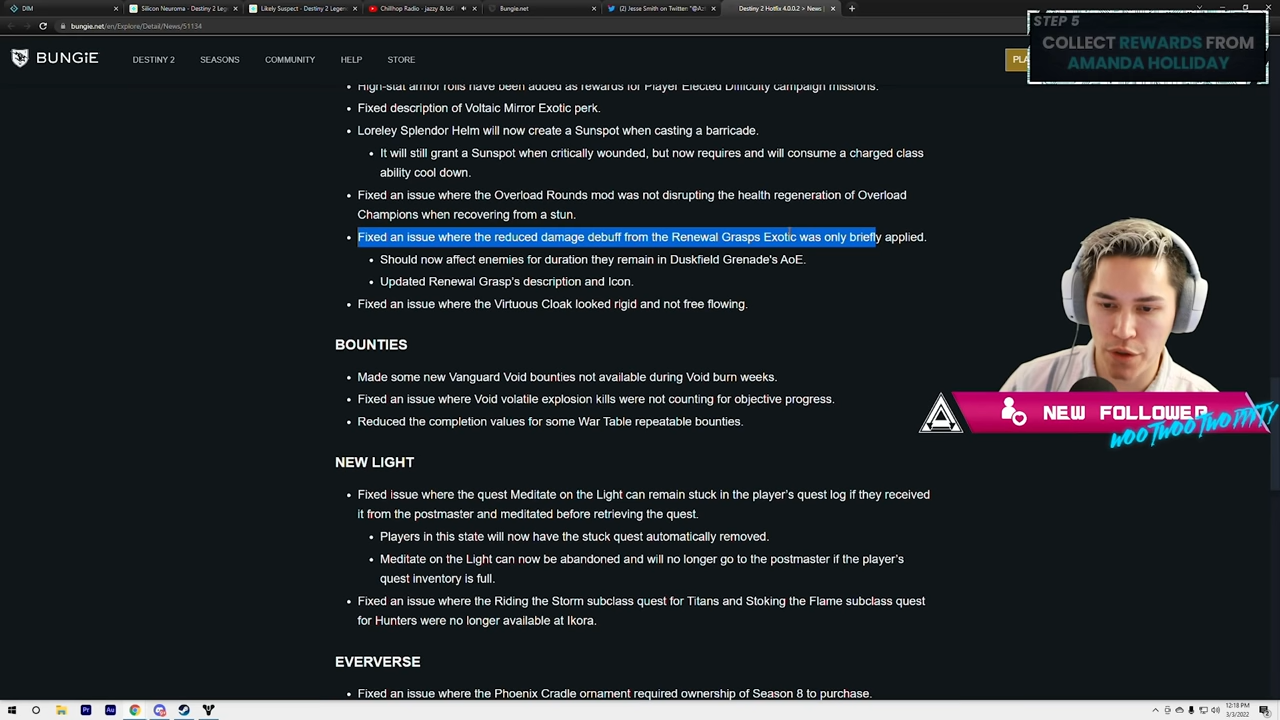 DIM
Silicon Neuroma - Destiny 2 Leg
Likely Suspect - Destiny 2 Legen
Chillhop Radio - jazzy & lofi
Bungie.net
(2) Jesse Smith on Twitter: "@A
Destiny 2 Hotfix 4.0.0.2 > News |
bungie.net/en/Explore/Detail/News/51134
STEP 5
COLLECT REWARDS FROM
AMANDA HOLLIDAY
BUNGiE
DESTINY 2
SEASONS
COMMUNITY
HELP
STORE
High-stat armor rolls have been added as rewards for Player Elected Difficulty campaign missions.
Fixed description of Voltaic Mirror Exotic perk.
Loreley Splendor Helm will now create a Sunspot when casting a barricade.
It will still grant a Sunspot when critically wounded, but now requires and will consume a charged class
ability cool down.
Fixed an issue where the Overload Rounds mod was not disrupting the health regeneration of Overload
Champions when recovering from a stun.
Fixed an issue where the reduced damage debuff from the Renewal Grasps Exotic was only briefly applied.
Should now affect enemies for duration they remain in Duskfield Grenade's AoE.
Updated Renewal Grasp's description and Icon.
Fixed an issue where the Virtuous Cloak looked rigid and not free flowing.
BOUNTIES
Made some new Vanguard Void bounties not available during Void burn weeks.
Fixed an issue where Void volatile explosion kills were not counting for objective progress.
Reduced the completion values for some War Table repeatable bounties.
NEW FOLLOWER
WOOTWOOTWOO
NEW LIGHT
Fixed issue where the quest Meditate on the Light can remain stuck in the player's quest log if they received
it from the postmaster and meditated before retrieving the quest.
Players in this state will now have the stuck quest automatically removed.
Meditate on the Light can now be abandoned and will no longer go to the postmaster if the player's
quest inventory is full.
Fixed an issue where the Riding the Storm subclass quest for Titans and Stoking the Flame subclass quest
for Hunters were no longer available at Ikora.
EVERVERSE
Fixed an issue where the Phoenix Cradle ornament required ownership of Season 8 to purchase.
12:18 PM
3/3/2022